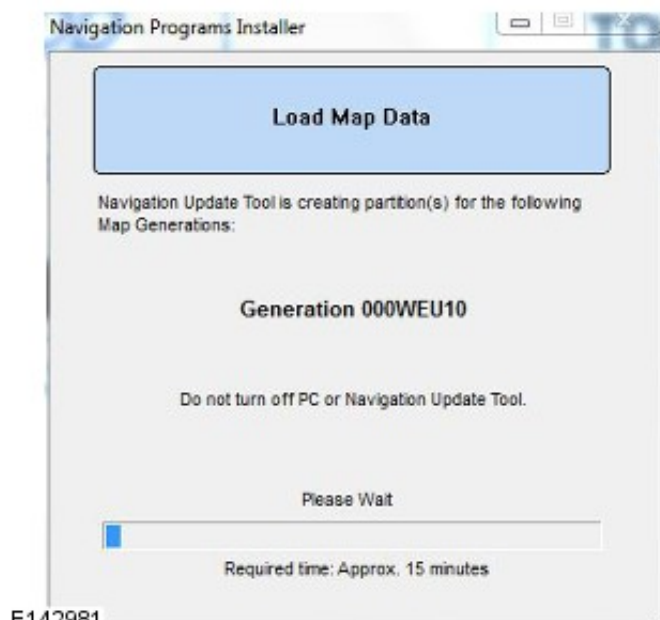 Navigation Programs Installer
TO
Load Map Data
Navigation Update Tool is creating partition(s) for the following
Map Generations:
Generation 000WEU10
Do not turn off PC or Navigation Update Tool.
Please Wait
Required time: Approx. 15 minutes
E142981